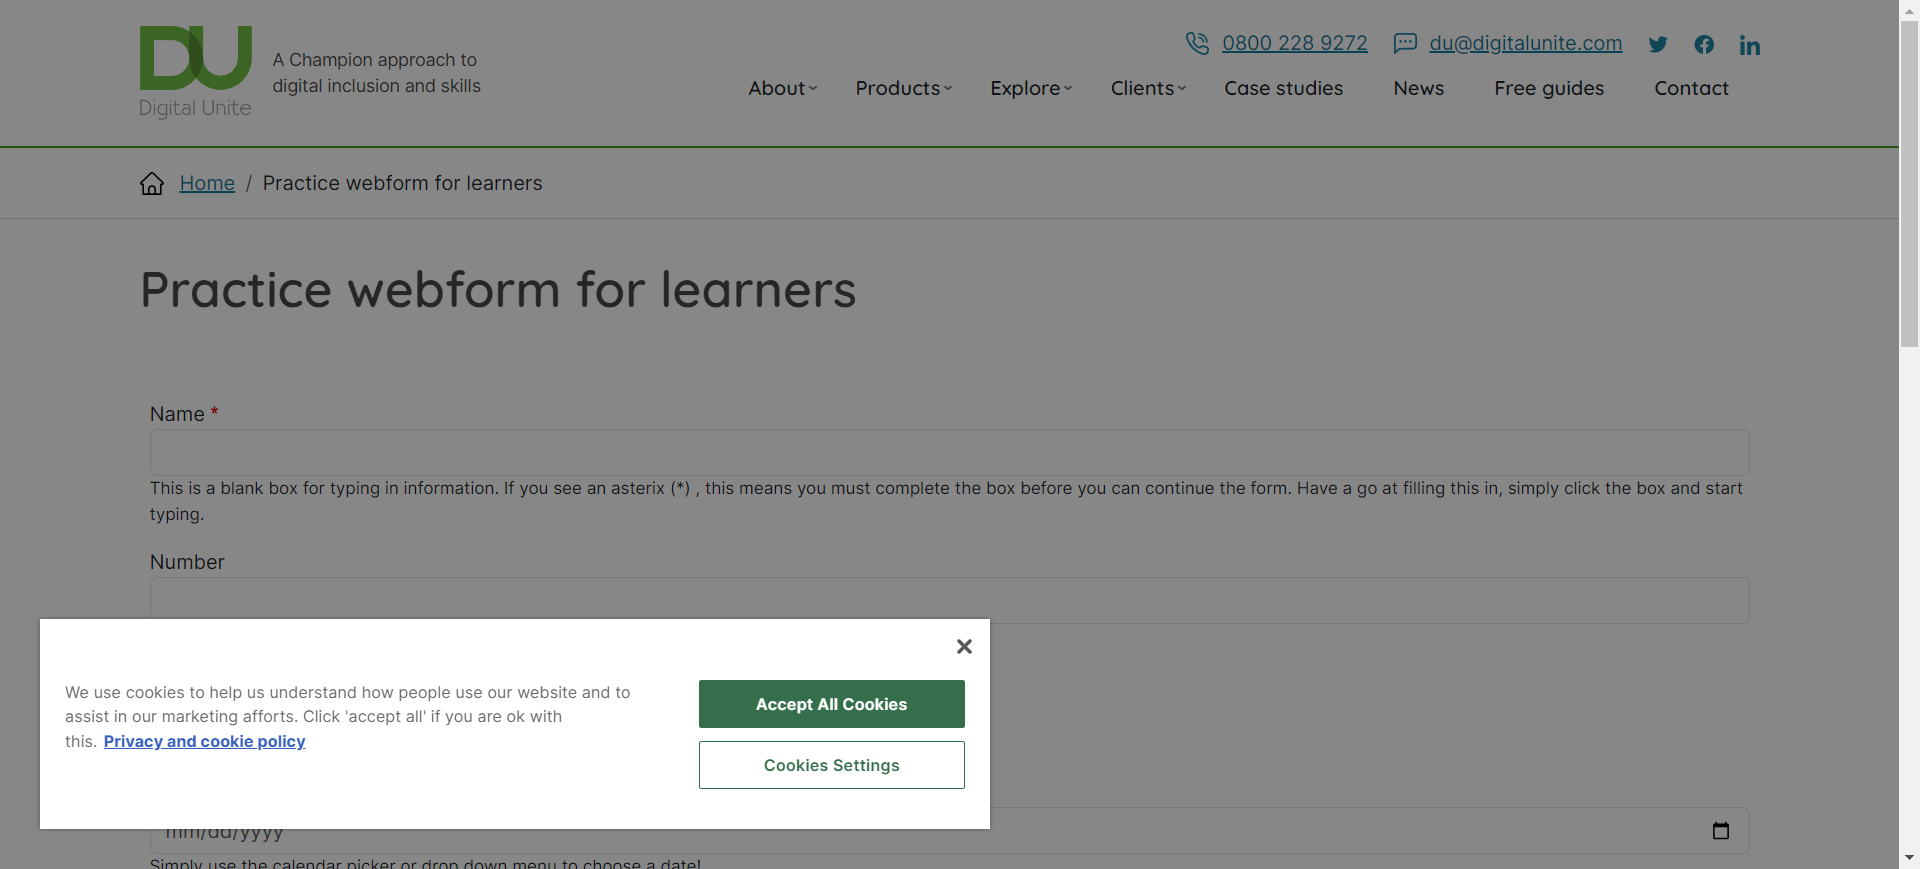 DU
Digital Unite
A Champion approach to
digital inclusion and skills
0800 228 9272
du@digitalunite.com
About
Products
Explore
Clients
Case studies
News
Free guides
Contact
Home / Practice webform for learners
Practice webform for learners
Name *
This is a blank box for typing in information. If you see an asterix (*) , this means you must complete the box before you can continue the form. Have a go at filling this in, simply click the box and start
typing.
Number
We use cookies to help us understand how people use our website and to
assist in our marketing afforts. Click 'accept all' if you are ok with
this. Privacy and cookie policy
Accept All Cookies
Cookies Settings
mm/dd/yyyy
Simply use the calendar picker or drop down menu to choose a date!